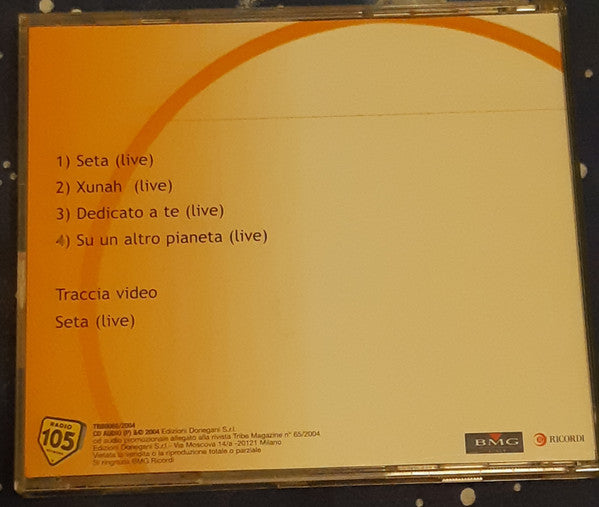 1) Seta (live)
2) Xunah (live)
3) Dedicato a te (live)
4) Su un altro pianeta (live)
Traccia video
Seta (live)
RADIO
105
CD AUDIO (P) &© 2004 Edizioni Donegani S.r.l.
cd audio promozionale allegato alla rivista Tribe Magazine n° 65/2004
Edizioni Donegani S.r.l. - Via Moscova 14/a -20121 Milano
Vietata la vendita o la riproduzione totale o parziale
Si ringrazia BMG Ricordi
BMG
RICORDI